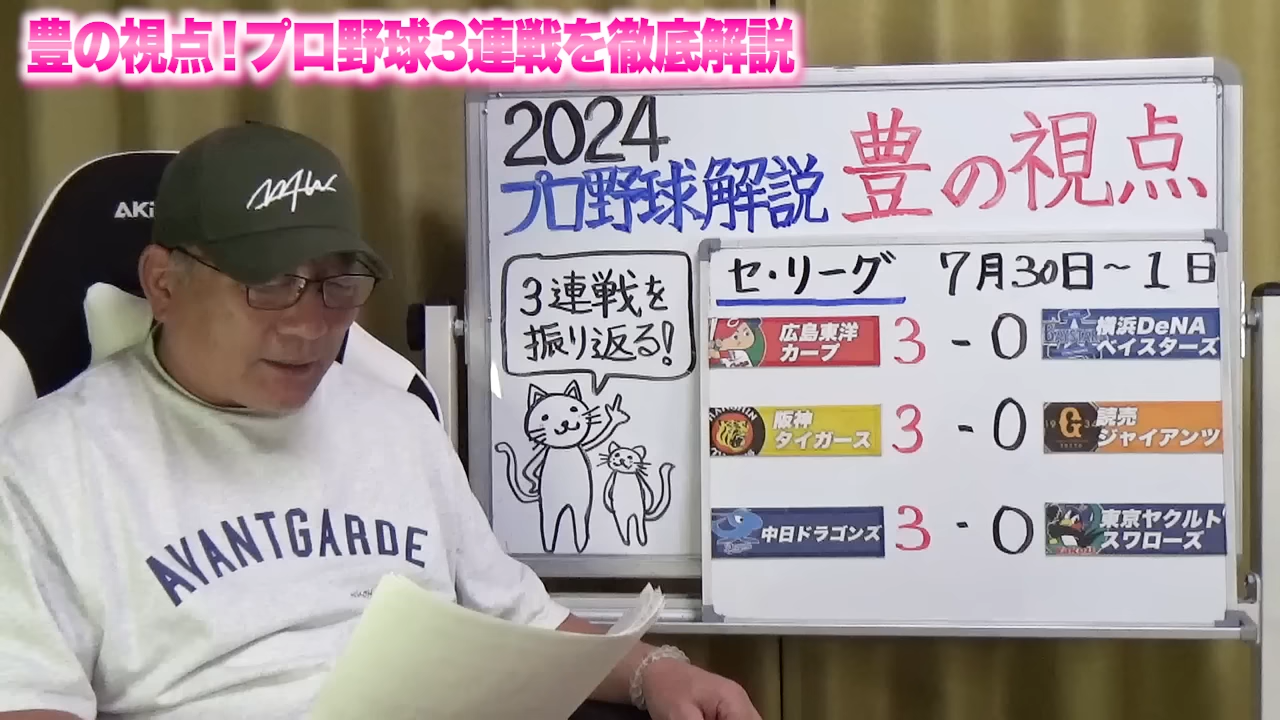 豊の視点！プロ野球3連戦を徹底解説
2024
プロ野球解説 豊の視点
3連戦を
振り返る!
セ・リーグ 7月30日〜1日
広島東洋
カープ
3 - 0
横浜DeNA
ベイスターズ
阪神
タイガース
3 - 0
読売
ジャイアンツ
中日ドラゴンズ 3 - 0
東京ヤクルト
スワローズ
AVANTGARDE